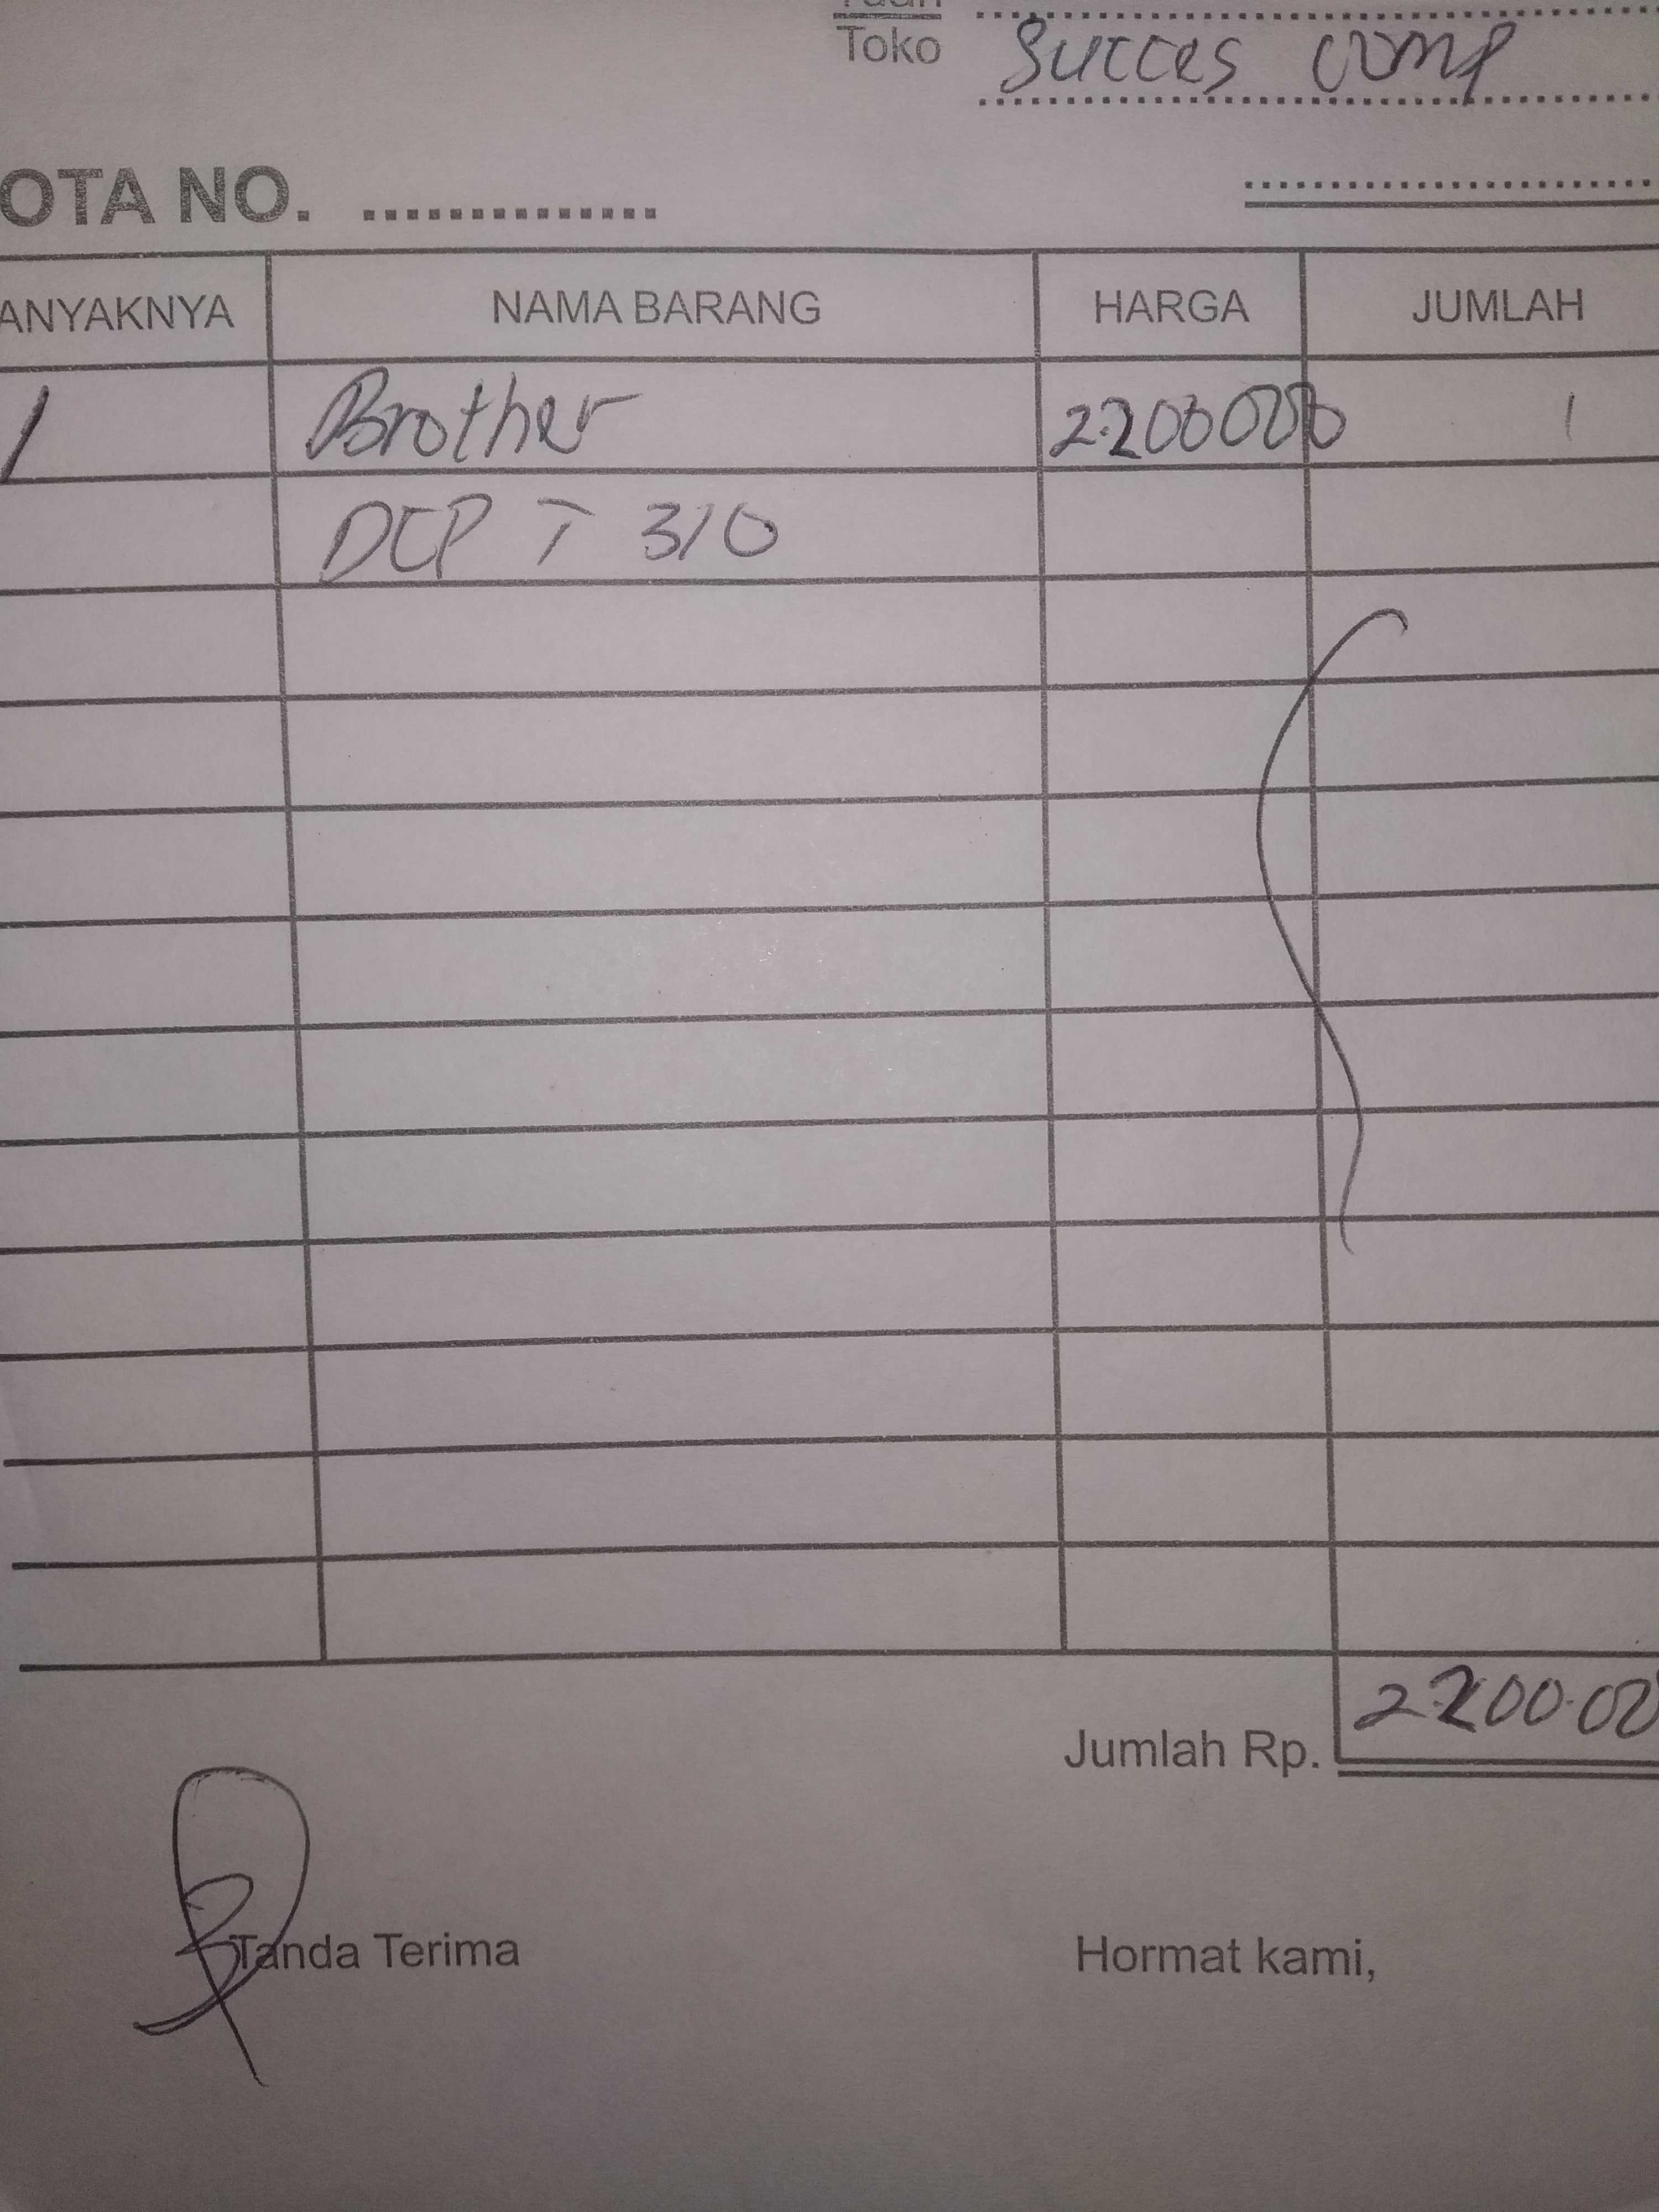 Toko Succes comp
OTA NO. ..............
ANYAKNYA NAMA BARANG HARGA JUMLAH
1 Brother 2.200000 1
DCP T 310
Jumlah Rp. 2.200.00
Tanda Terima Hormat kami,